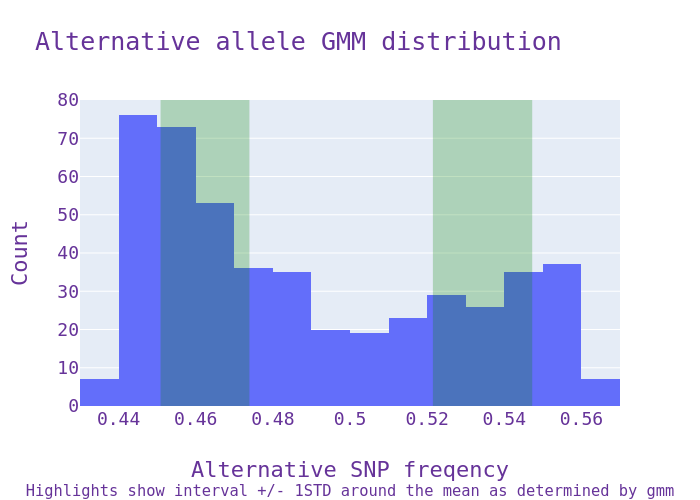 Alternative allele GMM distribution
80
70
60
50
40
30
20
10
0
Count
0.44 0.46 0.48 0.5 0.52 0.54 0.56
Alternative SNP freqency
Highlights show interval +/- 1STD around the mean as determined by gmm